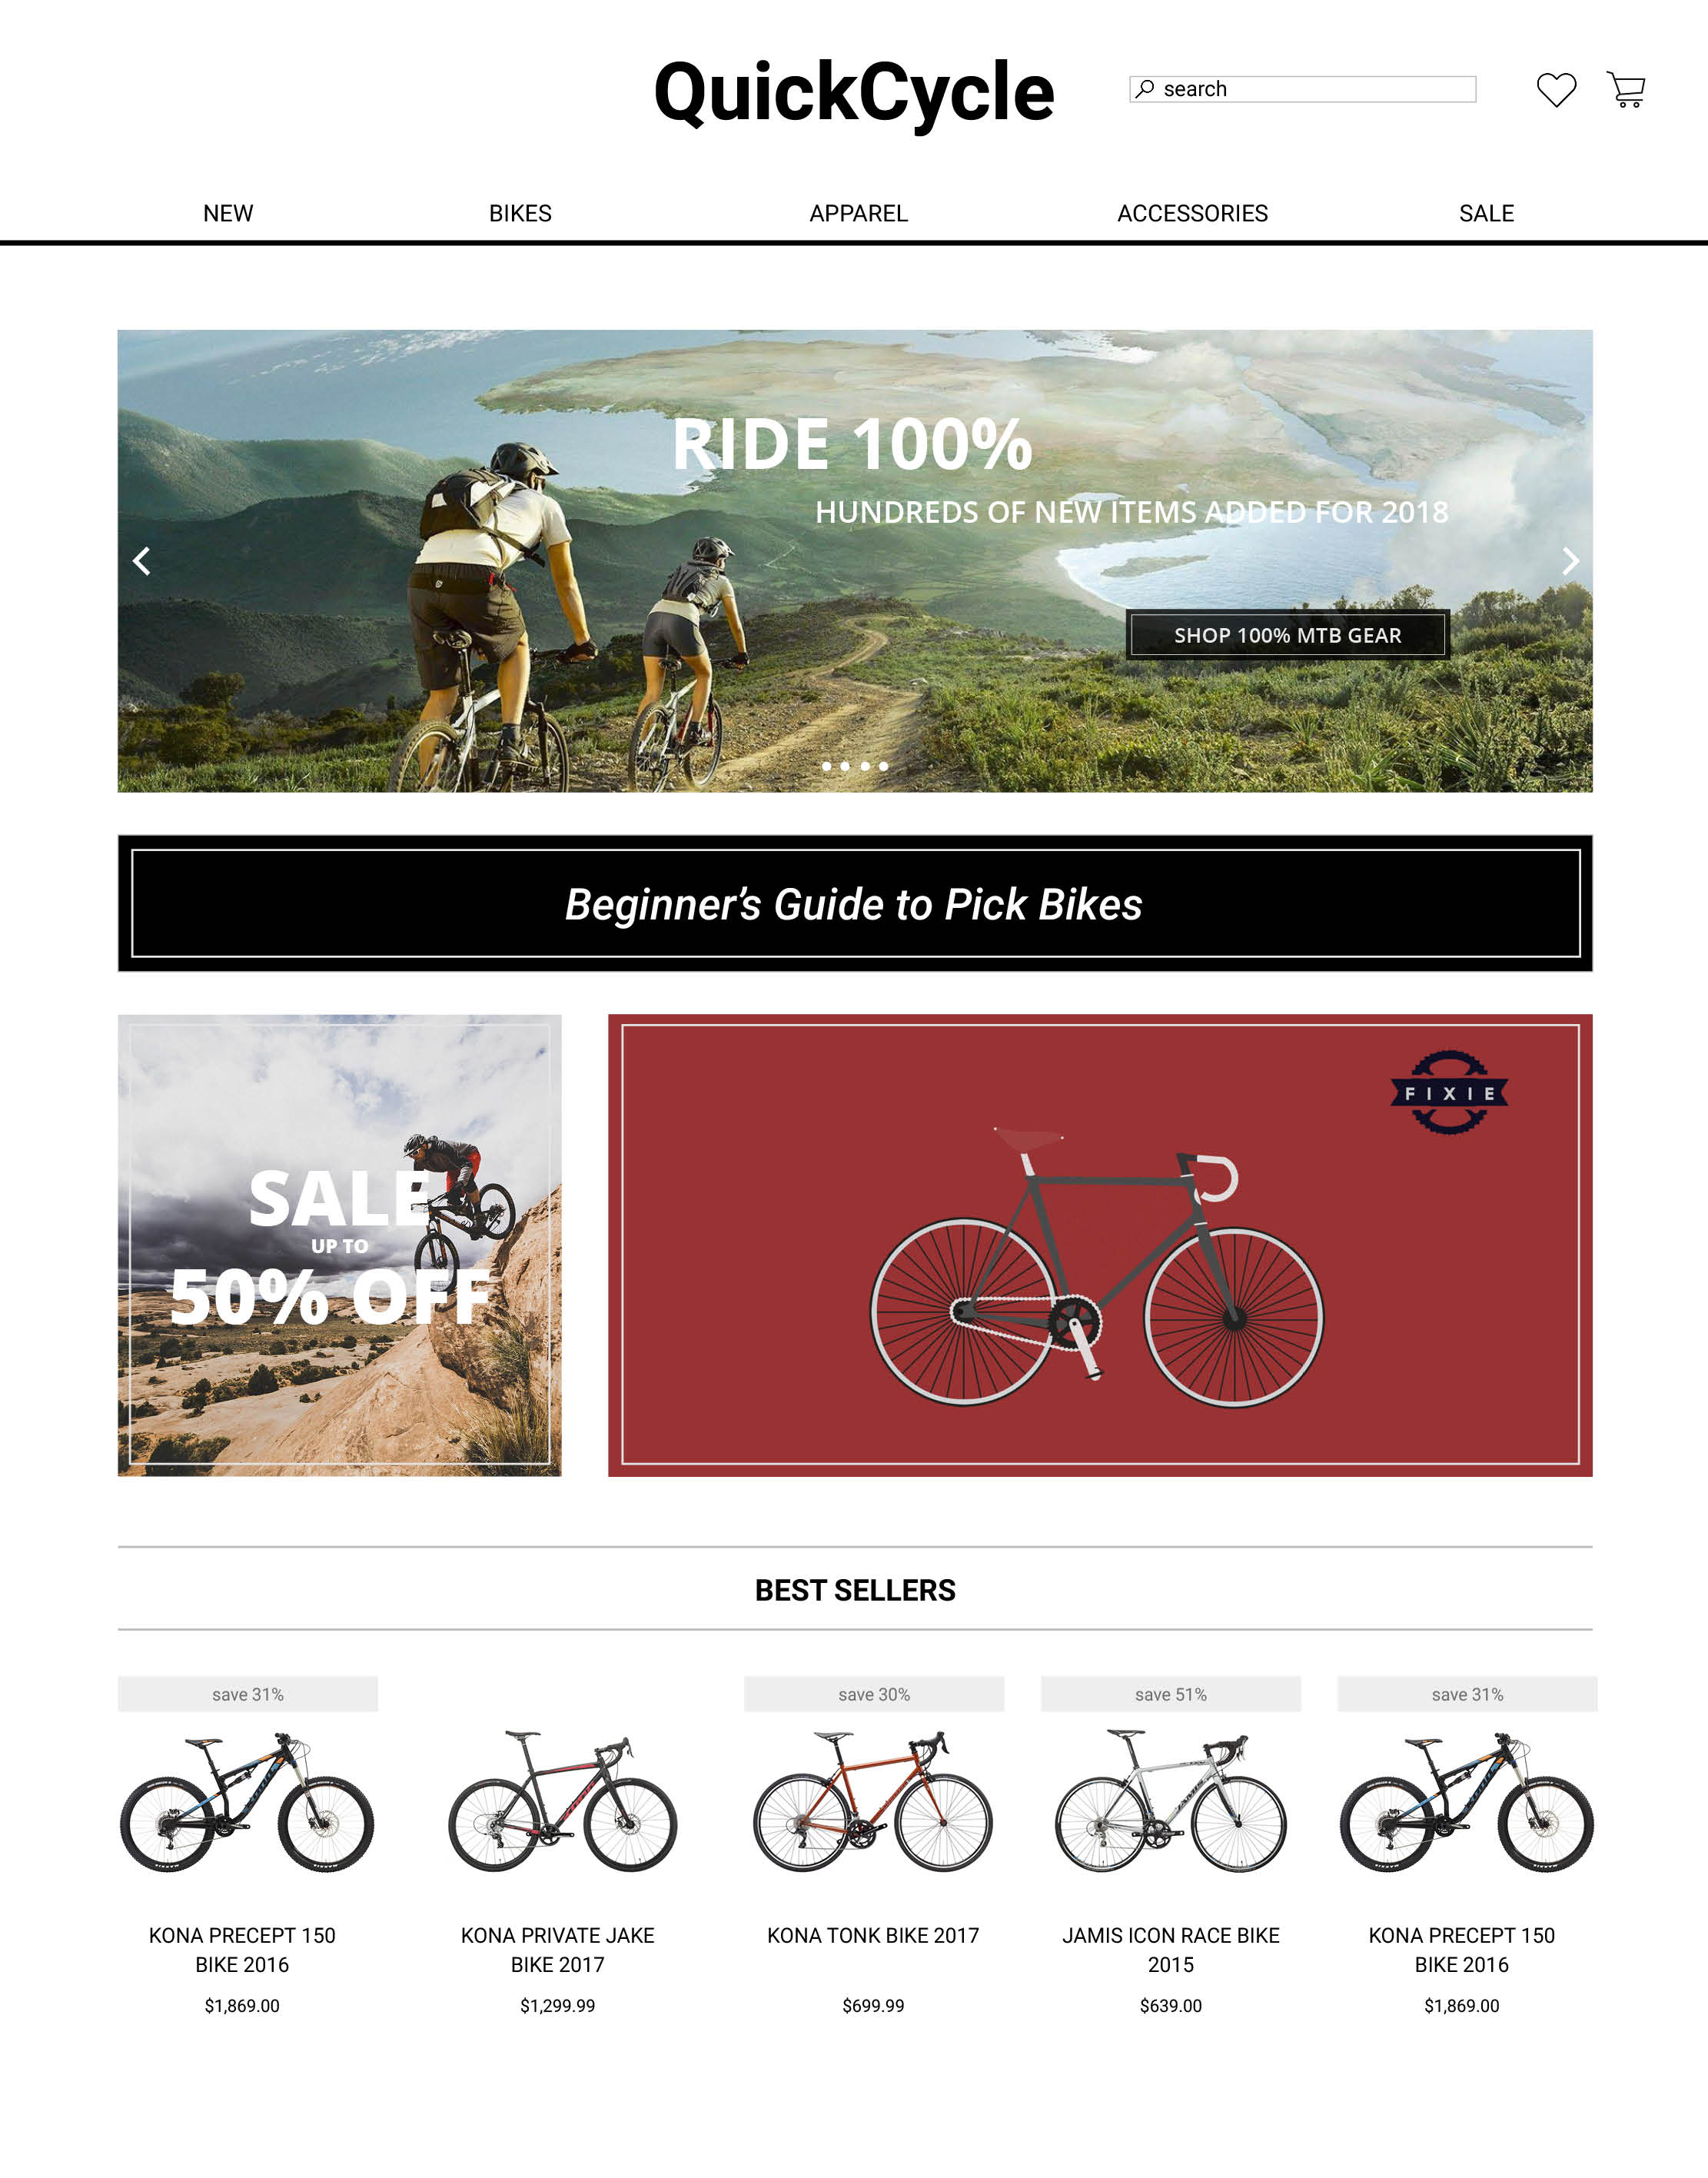 QuickCycle
search
NEW BIKES APPAREL ACCESSORIES SALE
RIDE 100%
HUNDREDS OF NEW ITEMS ADDED FOR 2018
SHOP 100% MTB GEAR
Beginner’s Guide to Pick Bikes
SALE
UP TO
50% OFF
FIXIE
BEST SELLERS
save 31%
KONA PRECEPT 150
BIKE 2016
$1,869.00
KONA PRIVATE JAKE
BIKE 2017
$1,299.99
save 30%
KONA TONK BIKE 2017
$699.99
save 51%
JAMIS
JAMIS ICON RACE BIKE
2015
$639.00
save 31%
KONA PRECEPT 150
BIKE 2016
$1,869.00